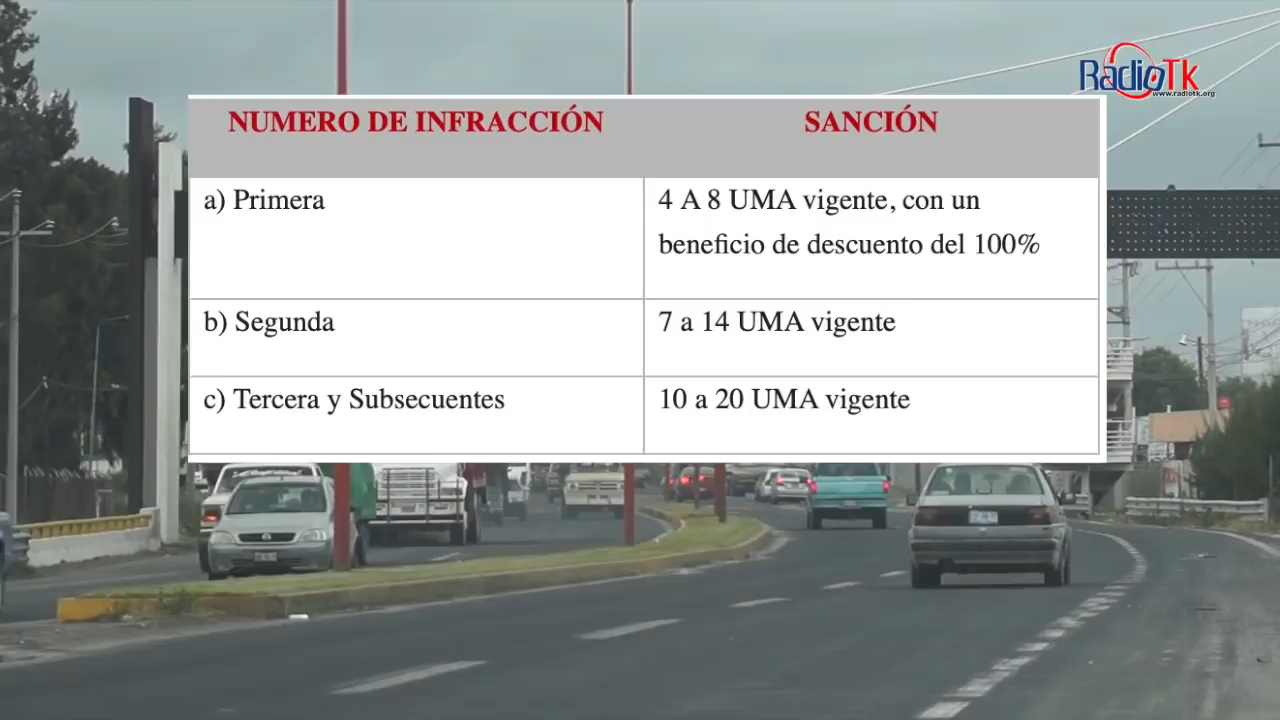 RadioTk
www.radiotk.org
NUMERO DE INFRACCIÓN
SANCIÓN
a) Primera
4 A 8 UMA vigente, con un
beneficio de descuento del 100%
b) Segunda
7 a 14 UMA vigente
c) Tercera y Subsecuentes
10 a 20 UMA vigente